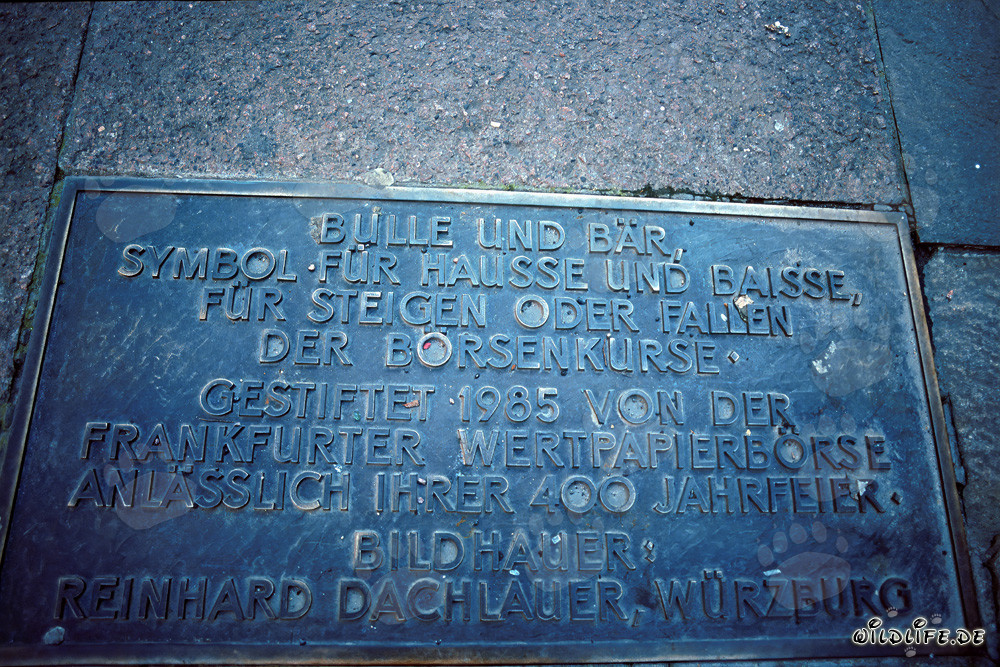 BULLE UND BÄR,
SYMBOL FÜR HAUSSE UND BAISSE,
FÜR STEIGEN ODER FALLEN
DER BÖRSENKURSE.
GESTIFTET 1985 VON DER
FRANKFURTER WERTPAPIERBÖRSE
ANLÄSSLICH IHRER 400 JAHRFEIER.
BILDHAUER:
REINHARD DACHLAUER, WÜRZBURG
WILDLIFE.DE